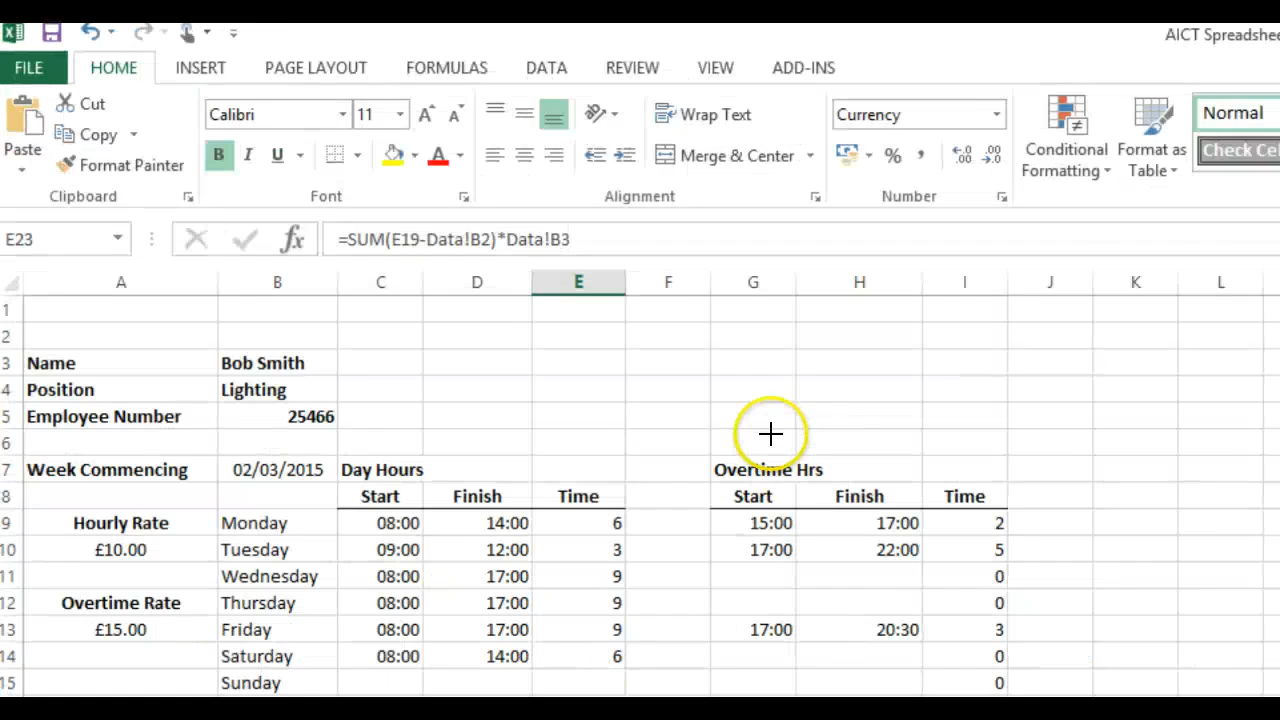 AICT Spreadshee
FILE HOME INSERT PAGE LAYOUT FORMULAS DATA REVIEW VIEW ADD-INS
Paste Cut Calibri 11 Wrap Text Currency Conditional Formatting Format as Table Normal
Copy
Format Painter B I U Merge & Center % , Check Cel
Clipboard Font Alignment Number
E23 fx =SUM(E19-Data!B2)*Data!B3
A B C D E F G H I J K L
1
2
3 Name Bob Smith
4 Position Lighting
5 Employee Number 25466
6
7 Week Commencing 02/03/2015 Day Hours Overtime Hrs
8 Start Finish Time Start Finish Time
9 Hourly Rate Monday 08:00 14:00 6 15:00 17:00 2
10 £10.00 Tuesday 09:00 12:00 3 17:00 22:00 5
11 Wednesday 08:00 17:00 9 0
12 Overtime Rate Thursday 08:00 17:00 9 0
13 £15.00 Friday 08:00 17:00 9 17:00 20:30 3
14 Saturday 08:00 14:00 6 0
15 Sunday 0